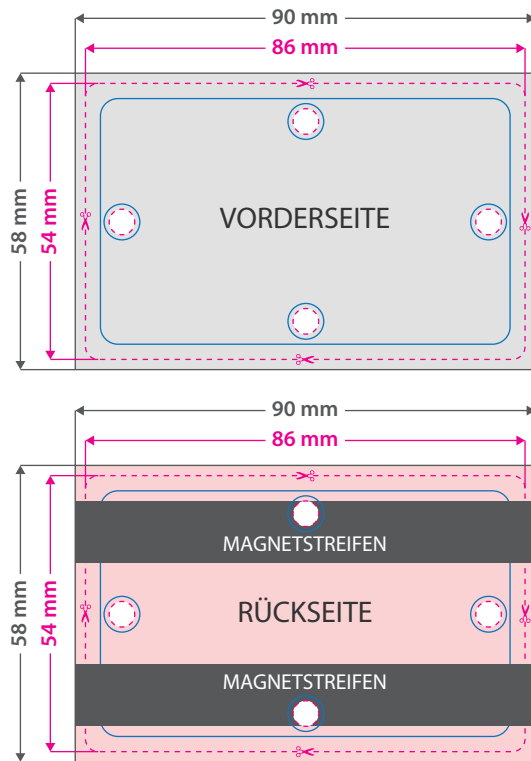 90 mm
86 mm
58 mm
54 mm
VORDERSEITE
90 mm
86 mm
58 mm
54 mm
MAGNETSTREIFEN
RÜCKSEITE
MAGNETSTREIFEN